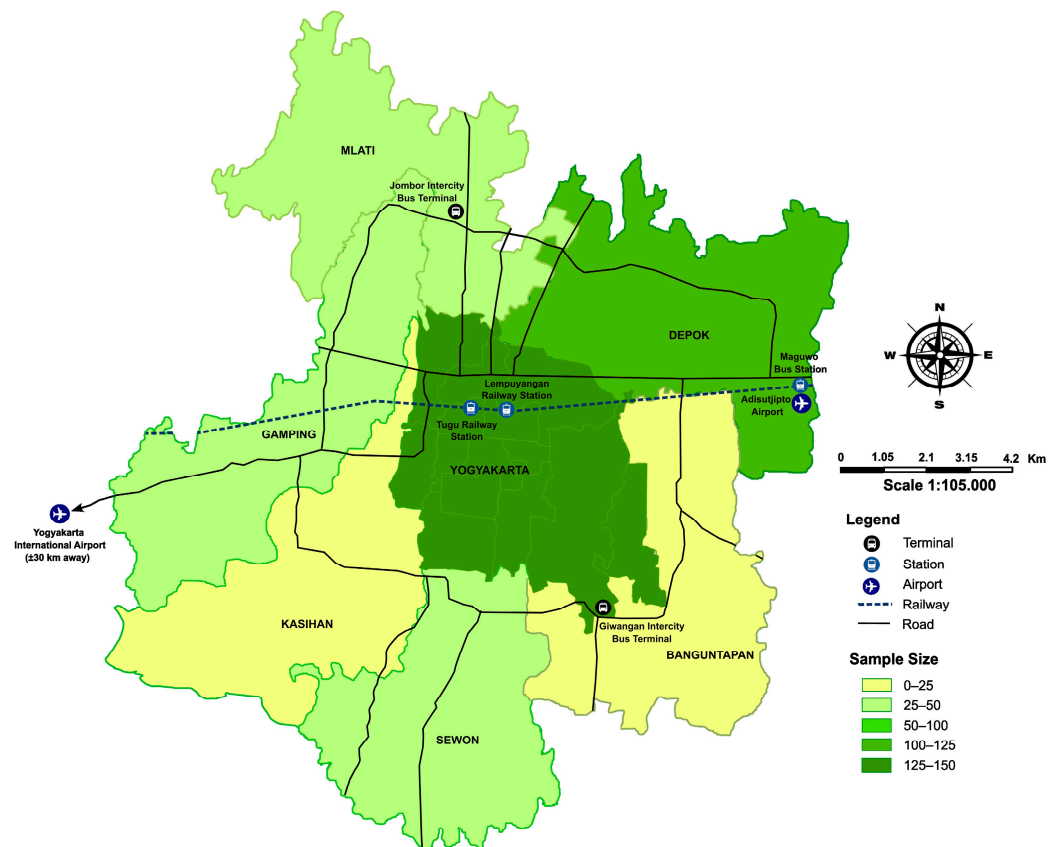 MLATI
Jombor Intercity
Bus Terminal
DEPOK
Maguwo
Bus Station
Lempuyangan
Railway Station
Adisutjipto
Airport
Tugu Railway
Station
GAMPING
YOGYAKARTA
Yogyakarta
International Airport
(±30 km away)
KASIHAN
Giwangan Intercity
Bus Terminal
BANGUNTAPAN
SEWON
N
W
E
S
0 1.05 2.1 3.15 4.2 Km
Scale 1:105.000
Legend
Terminal
Station
Airport
Railway
Road
Sample Size
0–25
25–50
50–100
100–125
125–150